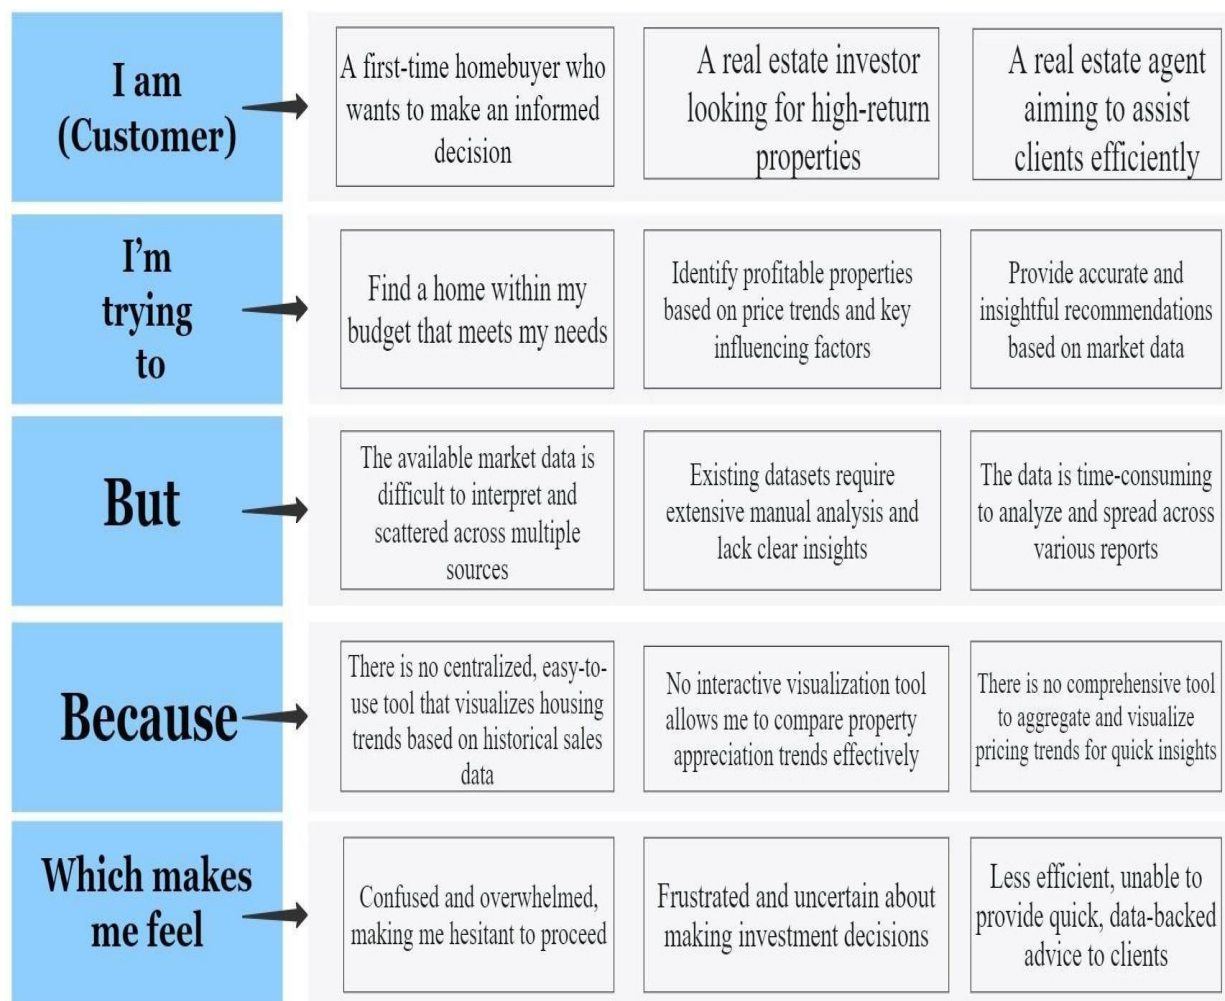 I am
(Customer)
A first-time homebuyer who
wants to make an informed
decision
A real estate investor
looking for high-return
properties
A real estate agent
aiming to assist
clients efficiently
I’m
trying
to
Find a home within my
budget that meets my needs
Identify profitable properties
based on price trends and key
influencing factors
Provide accurate and
insightful recommendations
based on market data
But
The available market data is
difficult to interpret and
scattered across multiple
sources
Existing datasets require
extensive manual analysis and
lack clear insights
The data is time-consuming
to analyze and spread across
various reports
Because
There is no centralized, easy-to-
use tool that visualizes housing
trends based on historical sales
data
No interactive visualization tool
allows me to compare property
appreciation trends effectively
There is no comprehensive tool
to aggregate and visualize
pricing trends for quick insights
Which makes
me feel
Confused and overwhelmed,
making me hesitant to proceed
Frustrated and uncertain about
making investment decisions
Less efficient, unable to
provide quick, data-backed
advice to clients